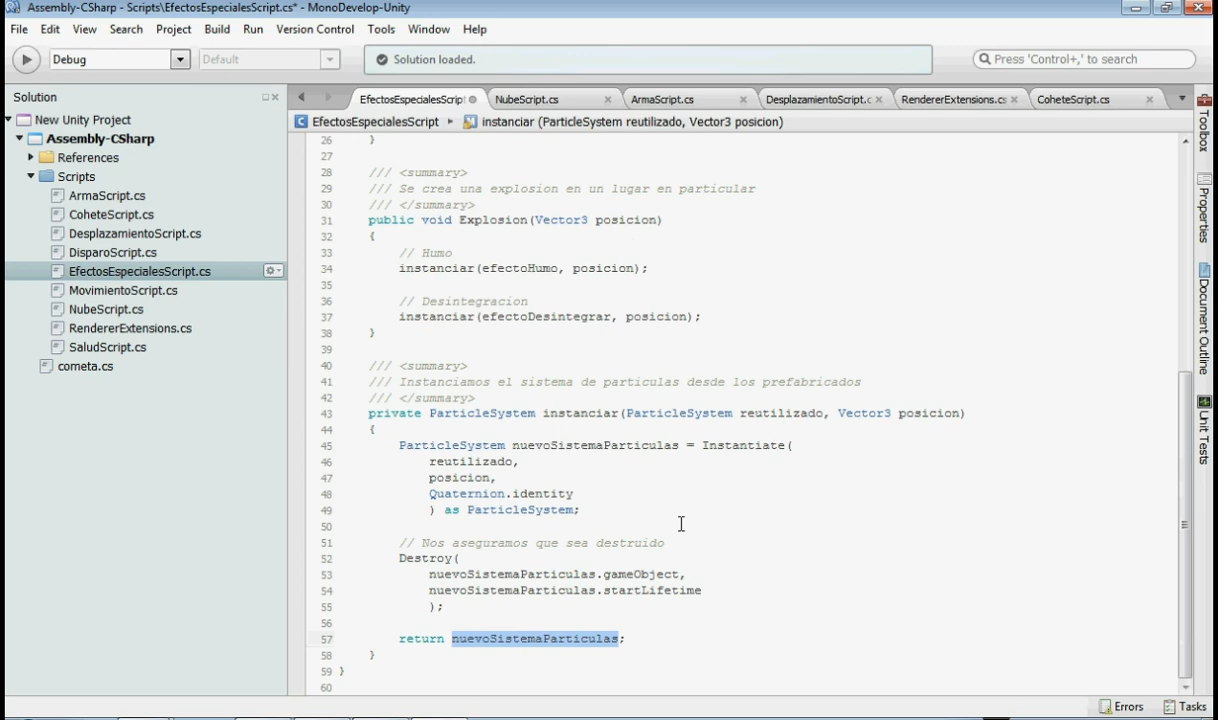 Assembly-CSharp - Scripts\EfectosEspecialesScript.cs* - MonoDevelop-Unity
File Edit View Search Project Build Run Version Control Tools Window Help
Debug Default Solution loaded. Press 'Control+,' to search
Solution
EfectosEspecialesScript NubeScript.cs ArmaScript.cs DesplazamientoScript.c RendererExtensions.cs CoheteScript.cs
EfectosEspecialesScript instanciar (ParticleSystem reutilizado, Vector3 posicion)
New Unity Project
Assembly-CSharp
References
Scripts
ArmaScript.cs
CoheteScript.cs
DesplazamientoScript.cs
DisparoScript.cs
EfectosEspecialesScript.cs
MovimientoScript.cs
NubeScript.cs
RendererExtensions.cs
SaludScript.cs
cometa.cs
26 }
27
28 /// <summary>
29 /// Se crea una explosion en un lugar en particular
30 /// </summary>
31 public void Explosion(Vector3 posicion)
32 {
33 // Humo
34 instanciar(efectoHumo, posicion);
35
36 // Desintegracion
37 instanciar(efectoDesintegrar, posicion);
38 }
39
40 /// <summary>
41 /// Instanciamos el sistema de particulas desde los prefabricados
42 /// </summary>
43 private ParticleSystem instanciar(ParticleSystem reutilizado, Vector3 posicion)
44 {
45 ParticleSystem nuevoSistemaParticulas = Instantiate(
46 reutilizado,
47 posicion,
48 Quaternion.identity
49 ) as ParticleSystem;
50
51 // Nos aseguramos que sea destruido
52 Destroy(
53 nuevoSistemaParticulas.gameObject,
54 nuevoSistemaParticulas.startLifetime
55 );
56
57 return nuevoSistemaParticulas;
58 }
59 }
60
Toolbox
Properties
Document Outline
Unit Tests
Errors Tasks